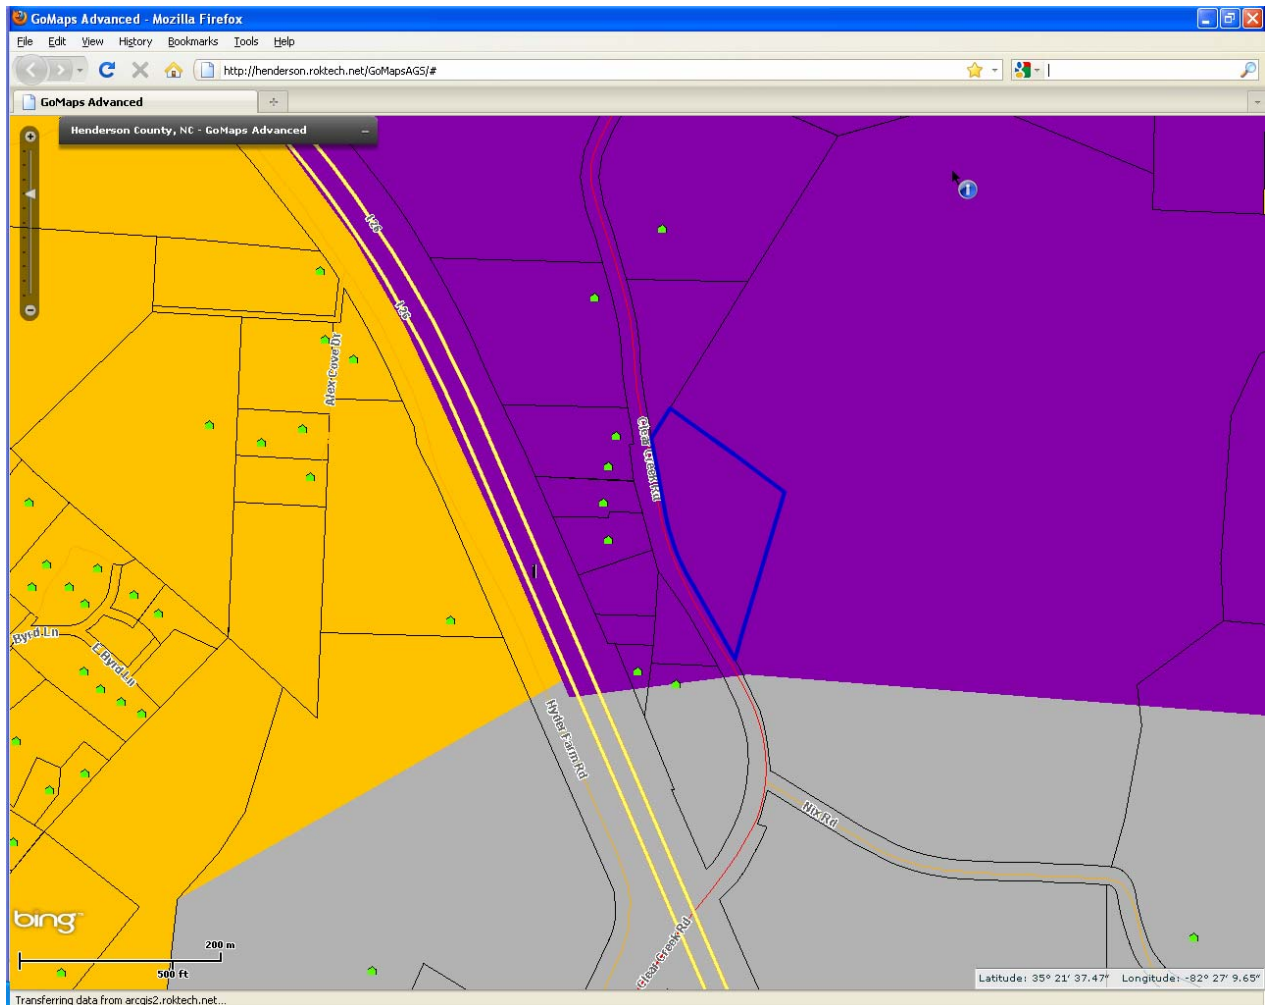 GoMaps Advanced - Mozilla Firefox
File Edit View History Bookmarks Tools Help
http://henderson.roktech.net/GoMapsAGS/#
GoMaps Advanced
Henderson County, NC - GoMaps Advanced
I-26
I-26
Alex Cove Dr
Clear Creek Rd
Byrd Ln
E Byrd Ln
Hyder Farm Rd
Nix Rd
Clear Creek Rd
bing
200 m
500 ft
Latitude: 35° 21' 37.47" Longitude: -82° 27' 9.65"
Transferring data from arcgis2.roktech.net...